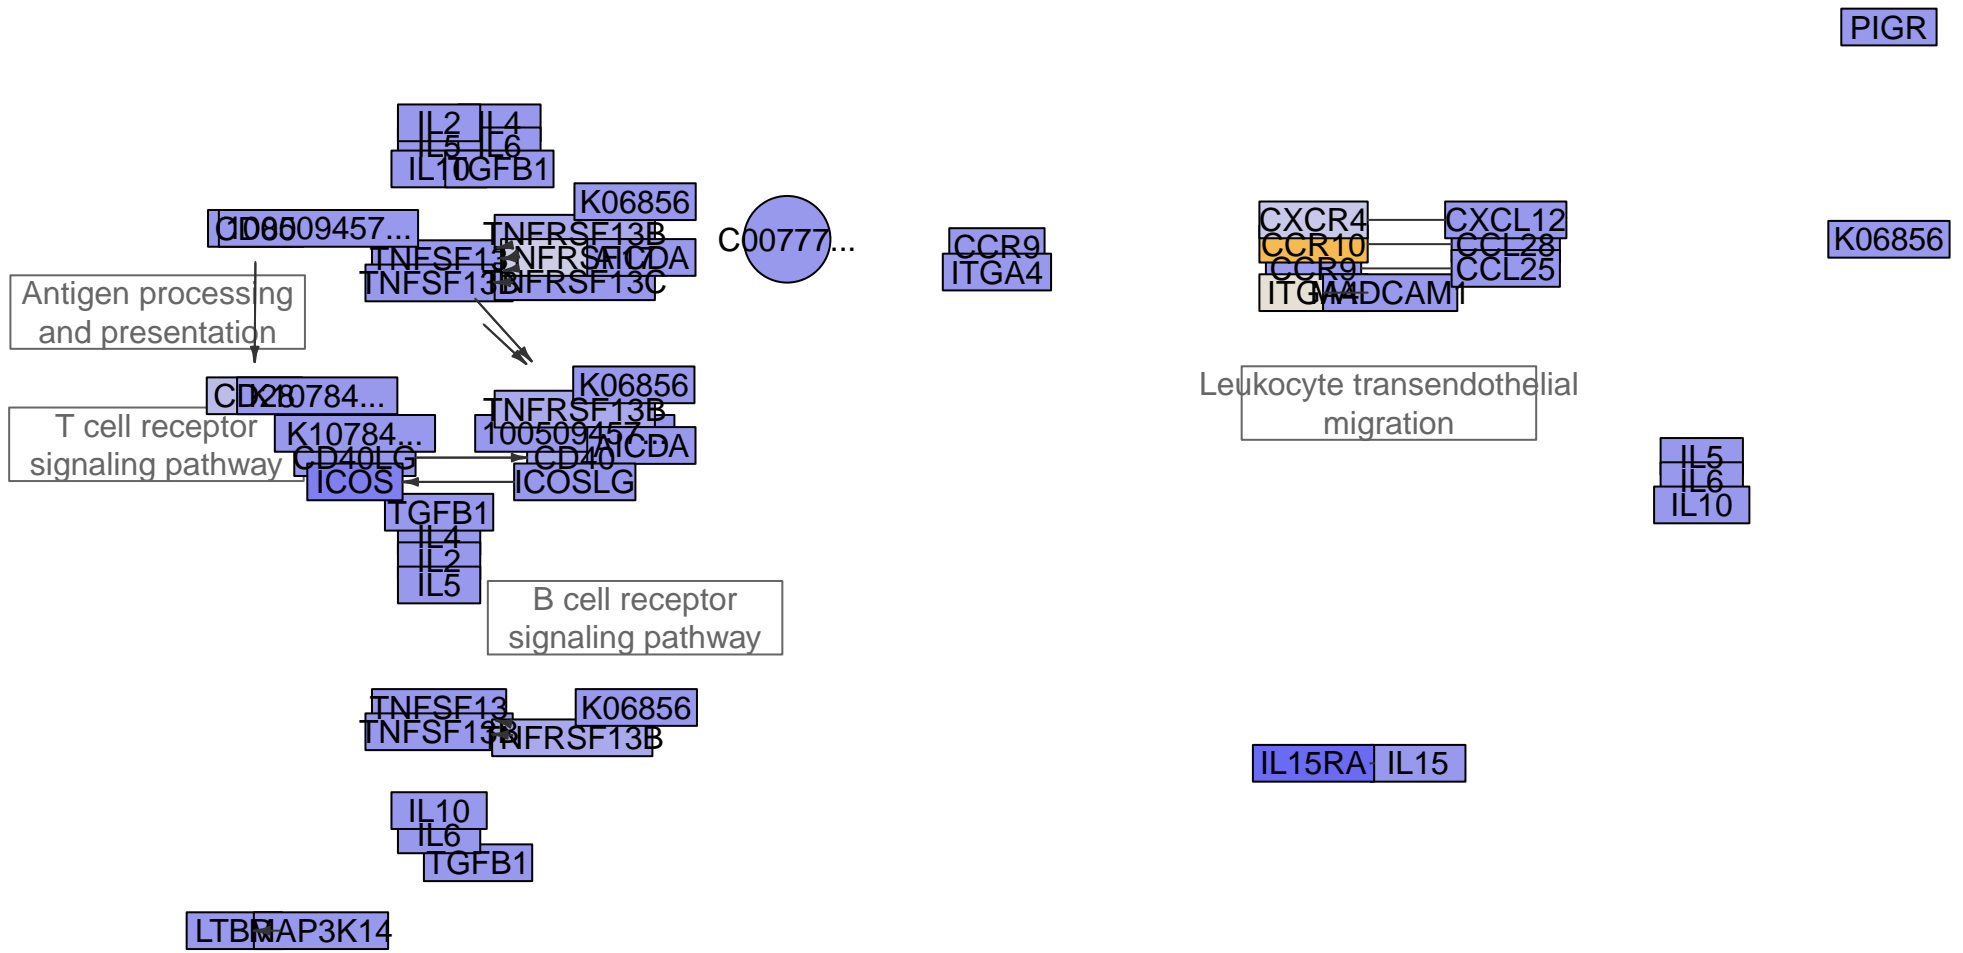 PIGR
IL2
IL4
IL5
IL6
IL10
TGFB1
K06856
CD80
100509457...
TNFRSF13B
TNFSF13
TNFRSF17
AICDA
TNFSF13B
TNFRSF13C
C00777...
CCR9
ITGA4
CXCR4
CXCL12
CCR10
CCL28
CCR9
CCL25
ITGA4
MADCAM1
K06856
Antigen processing
and presentation
CD28
K10784...
K06856
TNFRSF13B
Leukocyte transendothelial
migration
T cell receptor
signaling pathway
K10784...
100509457...
AICDA
CD40LG
CD40
ICOS
ICOSLG
IL5
IL6
IL10
TGFB1
IL4
IL2
IL5
B cell receptor
signaling pathway
TNFSF13
K06856
TNFSF13B
TNFRSF13B
IL15RA
IL15
IL10
IL6
TGFB1
MAP3K14